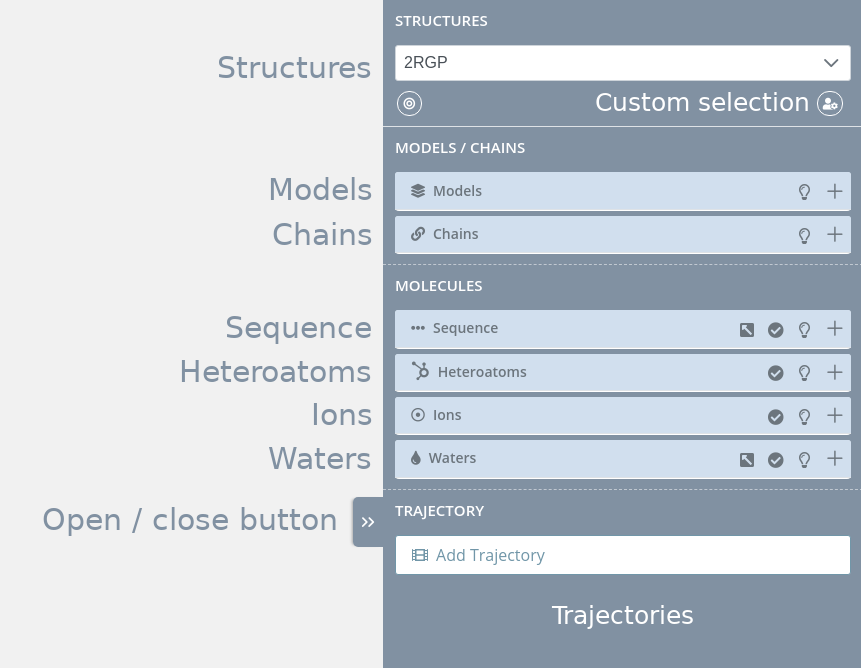 STRUCTURES
Structures
2RGP
Custom selection
MODELS / CHAINS
Models
Models
Chains
Chains
MOLECULES
Sequence
Sequence
Heteroatoms
Heteroatoms
Ions
Ions
Waters
Waters
Open / close button
TRAJECTORY
Add Trajectory
Trajectories